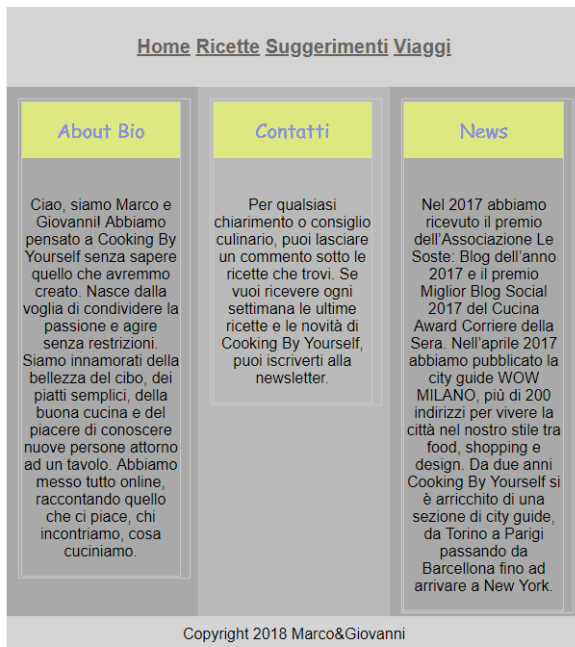 Home Ricette Suggerimenti Viaggi
About Bio
Ciao, siamo Marco e
Giovanni! Abbiamo
pensato a Cooking By
Yourself senza sapere
quello che avremmo
creato. Nasce dalla
voglia di condividere la
passione e agire
senza restrizioni.
Siamo innamorati della
bellezza del cibo, dei
piatti semplici, della
buona cucina e del
piacere di conoscere
nuove persone attorno
ad un tavolo. Abbiamo
messo tutto online,
raccontando quello
che ci piace, chi
incontriamo, cosa
cuciniamo.
Contatti
Per qualsiasi
chiarimento o consiglio
culinario, puoi lasciare
un commento sotto le
ricette che trovi. Se
vuoi ricevere ogni
settimana le ultime
ricette e le novità di
Cooking By Yourself,
puoi iscriverti alla
newsletter.
News
Nel 2017 abbiamo
ricevuto il premio
dell'Associazione Le
Soste: Blog dell'anno
2017 e il premio
Miglior Blog Social
2017 del Cucina
Award Corriere della
Sera. Nell'aprile 2017
abbiamo pubblicato la
city guide WOW
MILANO, più di 200
indirizzi per vivere la
città nel nostro stile tra
food, shopping e
design. Da due anni
Cooking By Yourself si
è arricchito di una
sezione di city guide,
da Torino a Parigi
passando da
Barcellona fino ad
arrivare a New York.
Copyright 2018 Marco&Giovanni